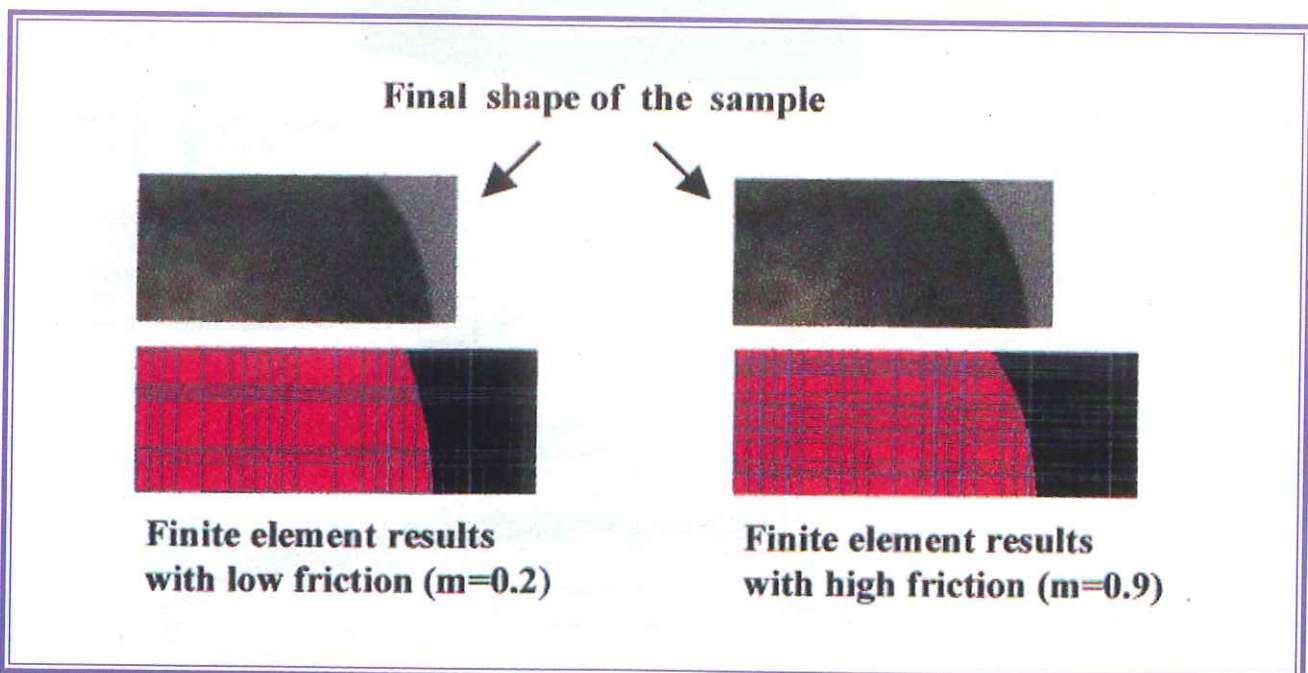 Final shape of the sample
Finite element results
with low friction (m=0.2)
Finite element results
with high friction (m=0.9)